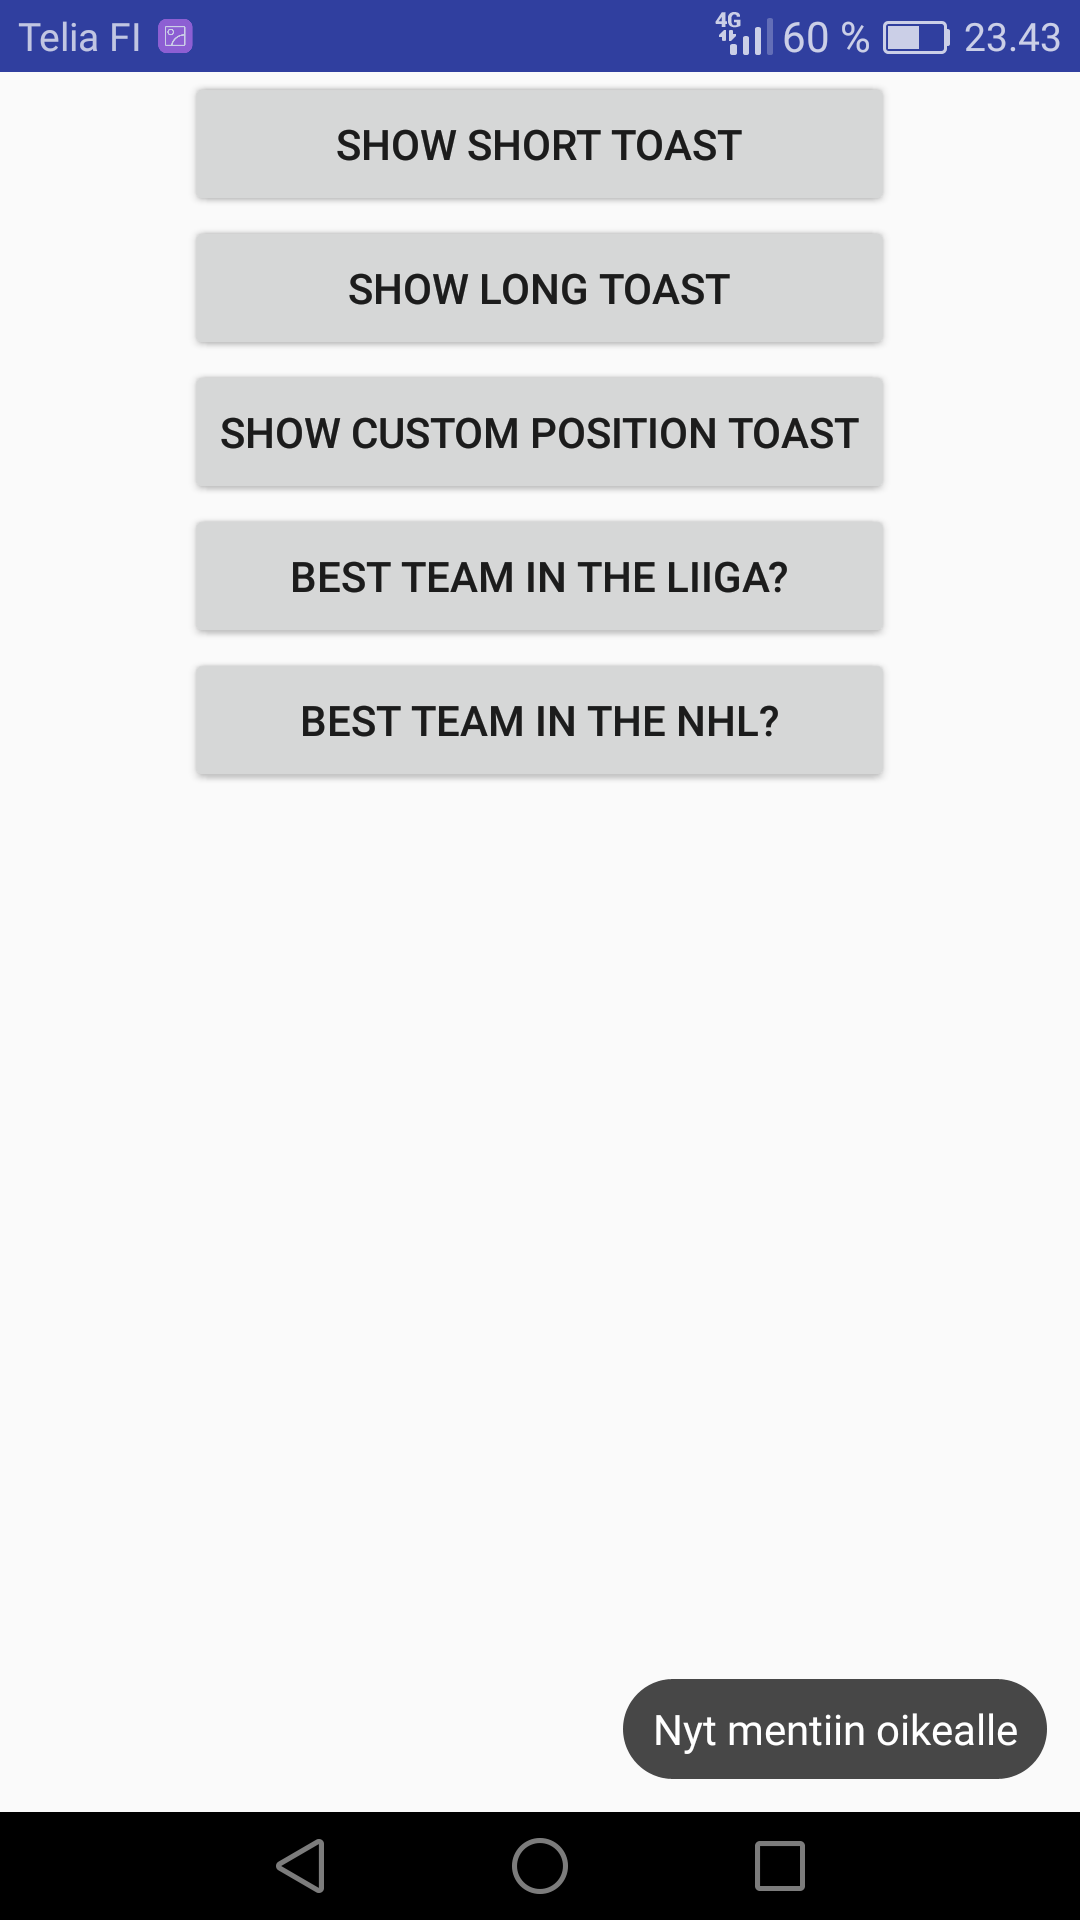 Telia FI 4G 60 % 23.43
SHOW SHORT TOAST
SHOW LONG TOAST
SHOW CUSTOM POSITION TOAST
BEST TEAM IN THE LIIGA?
BEST TEAM IN THE NHL?
Nyt mentiin oikealle